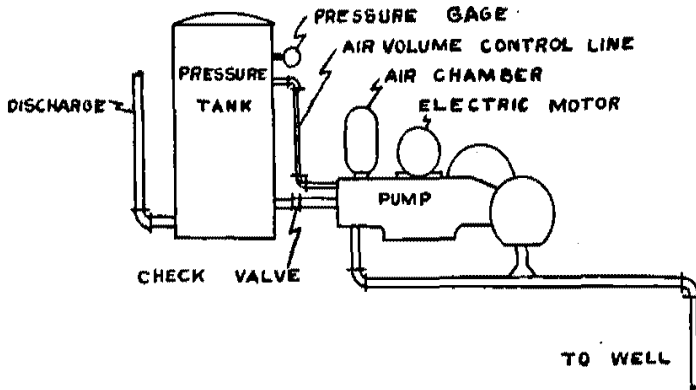 PRESSURE GAGE
AIR VOLUME CONTROL LINE
AIR CHAMBER
ELECTRIC MOTOR
PRESSURE
TANK
DISCHARGE
PUMP
CHECK VALVE
TO WELL